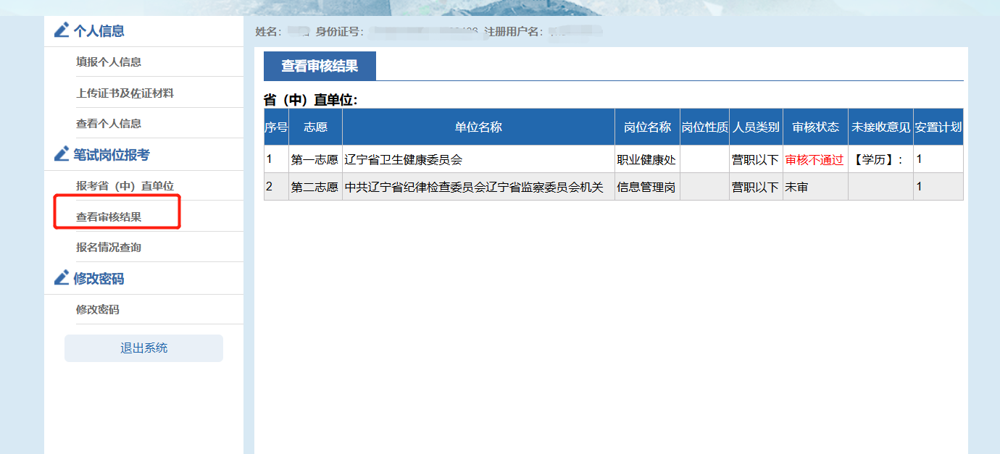 个人信息
填报个人信息
上传证书及佐证材料
查看个人信息
笔试岗位报考
报考省（中）直单位
查看审核结果
报名情况查询
修改密码
修改密码
退出系统
姓名： 身份证号： 注册用户名：
查看审核结果
省（中）直单位：
序号 志愿 单位名称 岗位名称 岗位性质 人员类别 审核状态 未接收意见 安置计划
1 第一志愿 辽宁省卫生健康委员会 职业健康处 营职以下 审核不通过 【学历】： 1
2 第二志愿 中共辽宁省纪律检查委员会辽宁省监察委员会机关 信息管理岗 营职以下 未审 1